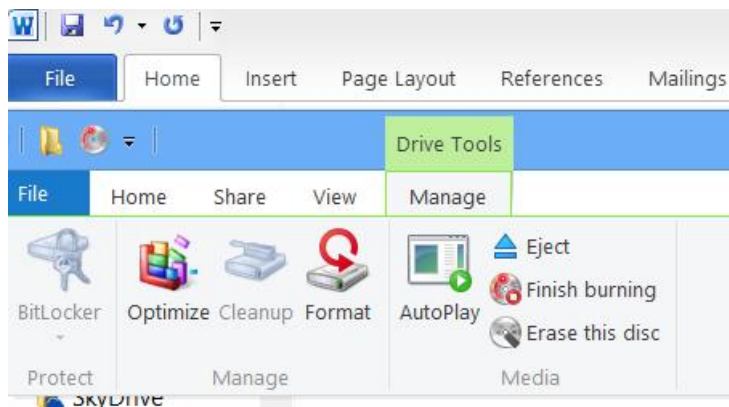 W
File Home Insert Page Layout References Mailings
Drive Tools
File Home Share View Manage
Eject
Finish burning
BitLocker Optimize Cleanup Format AutoPlay
Erase this disc
Protect Manage Media
SkyDrive